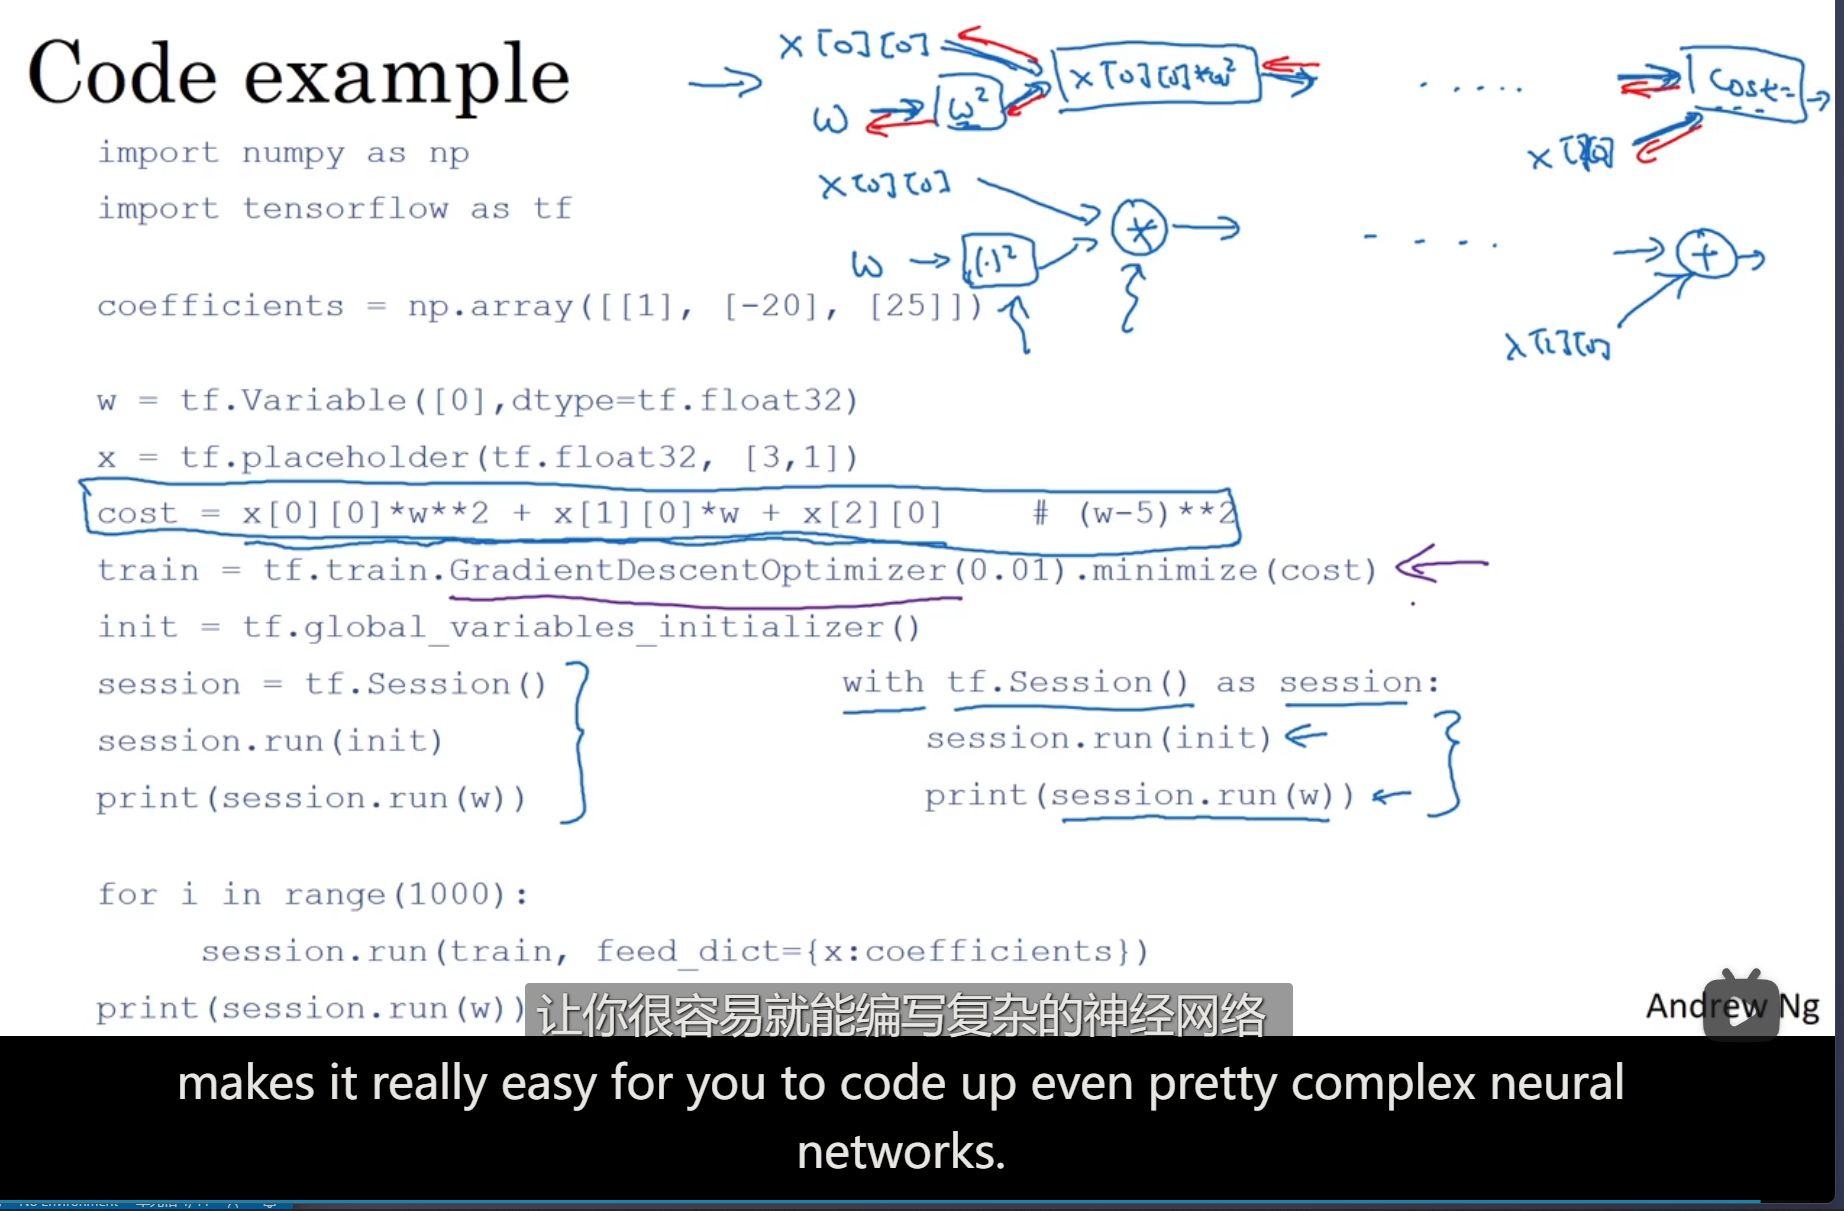 Code example
x[0][0]
x[0][0]*w²
cost=
w
w²
x[0][0]
w
(·)²
*
+
x[1][0]
import numpy as np
import tensorflow as tf
coefficients = np.array([[1], [-20], [25]])
w = tf.Variable([0],dtype=tf.float32)
x = tf.placeholder(tf.float32, [3,1])
cost = x[0][0]*w**2 + x[1][0]*w + x[2][0]    # (w-5)**2
train = tf.train.GradientDescentOptimizer(0.01).minimize(cost)
init = tf.global_variables_initializer()
session = tf.Session()
session.run(init)
print(session.run(w))
with tf.Session() as session:
session.run(init)
print(session.run(w))
for i in range(1000):
session.run(train, feed_dict={x:coefficients})
print(session.run(w))
Andrew Ng
让你很容易就能编写复杂的神经网络
makes it really easy for you to code up even pretty complex neural
networks.